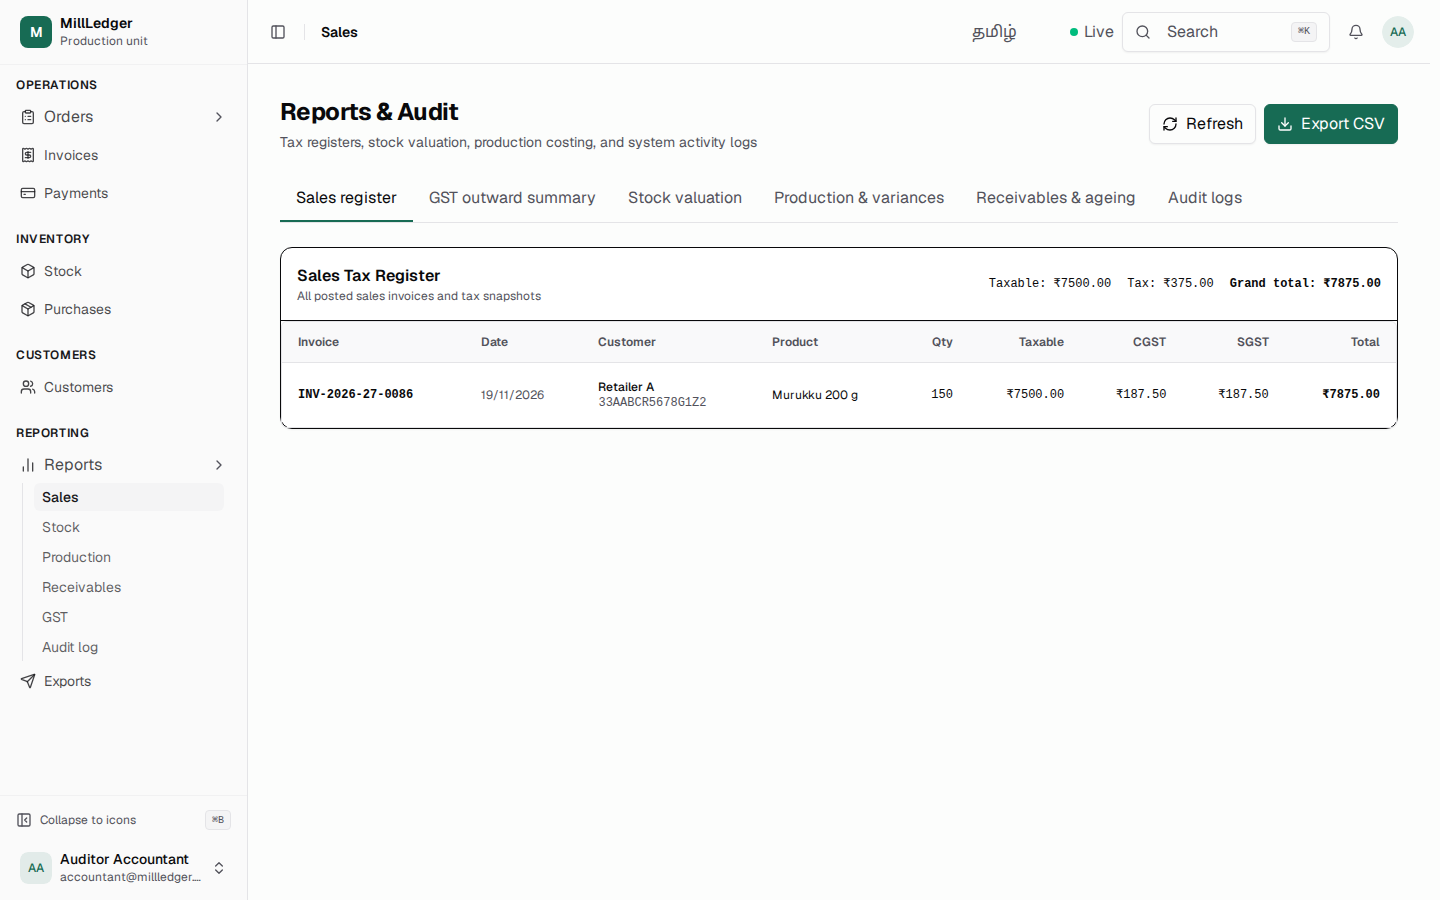 M
MillLedger
Production unit
OPERATIONS
Orders
Invoices
Payments
INVENTORY
Stock
Purchases
CUSTOMERS
Customers
REPORTING
Reports
Sales
Stock
Production
Receivables
GST
Audit log
Exports
Collapse to icons
⌘B
AA
Auditor Accountant
accountant@millledger....
Sales
தமிழ்
Live
Search
⌘K
AA
Reports & Audit
Tax registers, stock valuation, production costing, and system activity logs
Refresh
Export CSV
Sales register GST outward summary Stock valuation Production & variances Receivables & ageing Audit logs
Sales Tax Register
All posted sales invoices and tax snapshots
Taxable: ₹7500.00 Tax: ₹375.00 Grand total: ₹7875.00
Invoice Date Customer Product Qty Taxable CGST SGST Total
INV-2026-27-0086 19/11/2026 Retailer A Murukku 200 g 150 ₹7500.00 ₹187.50 ₹187.50 ₹7875.00
33AABCR5678G1Z2